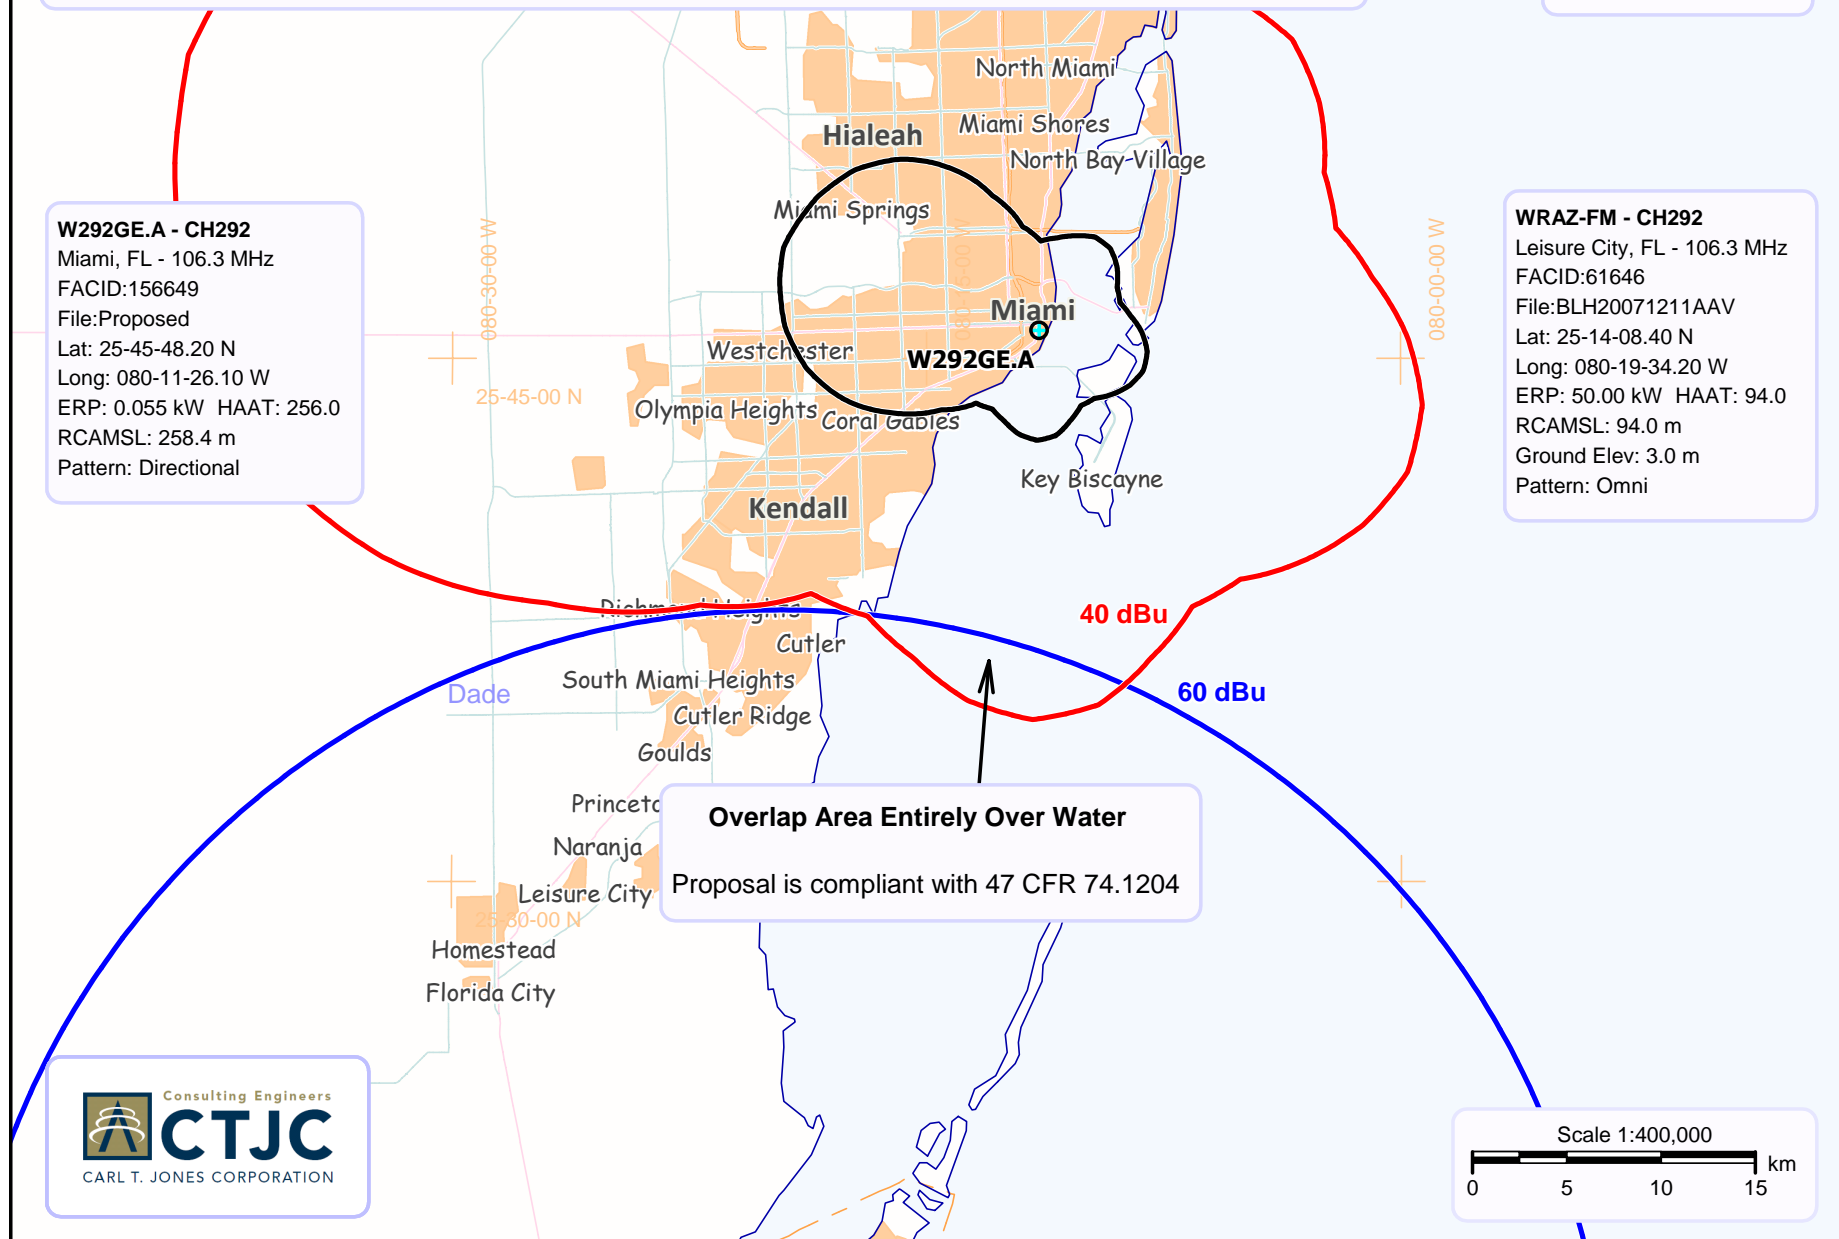 North Miami
Hialeah
Miami Shores
North Bay Village
Miami Springs
W292GE.A - CH292
Miami, FL - 106.3 MHz
FACID:156649
File:Proposed
Lat: 25-45-48.20 N
Long: 080-11-26.10 W
ERP: 0.055 kW HAAT: 256.0
RCAMSL: 258.4 m
Pattern: Directional
080-30-00 W
080-00-00 W
WRAZ-FM - CH292
Leisure City, FL - 106.3 MHz
FACID:61646
File:BLH20071211AAV
Lat: 25-14-08.40 N
Long: 080-19-34.20 W
ERP: 50.00 kW HAAT: 94.0
RCAMSL: 94.0 m
Ground Elev: 3.0 m
Pattern: Omni
Miami
Westchester
W292GE.A
25-45-00 N
Olympia Heights
Coral Gables
Key Biscayne
Kendall
Richmond Heights
40 dBu
Cutler
South Miami Heights
Dade
60 dBu
Cutler Ridge
Goulds
Princeto
Overlap Area Entirely Over Water
Proposal is compliant with 47 CFR 74.1204
Naranja
Leisure City
25-30-00 N
Homestead
Florida City
Consulting Engineers
CTJC
CARL T. JONES CORPORATION
Scale 1:400,000
km
0 5 10 15